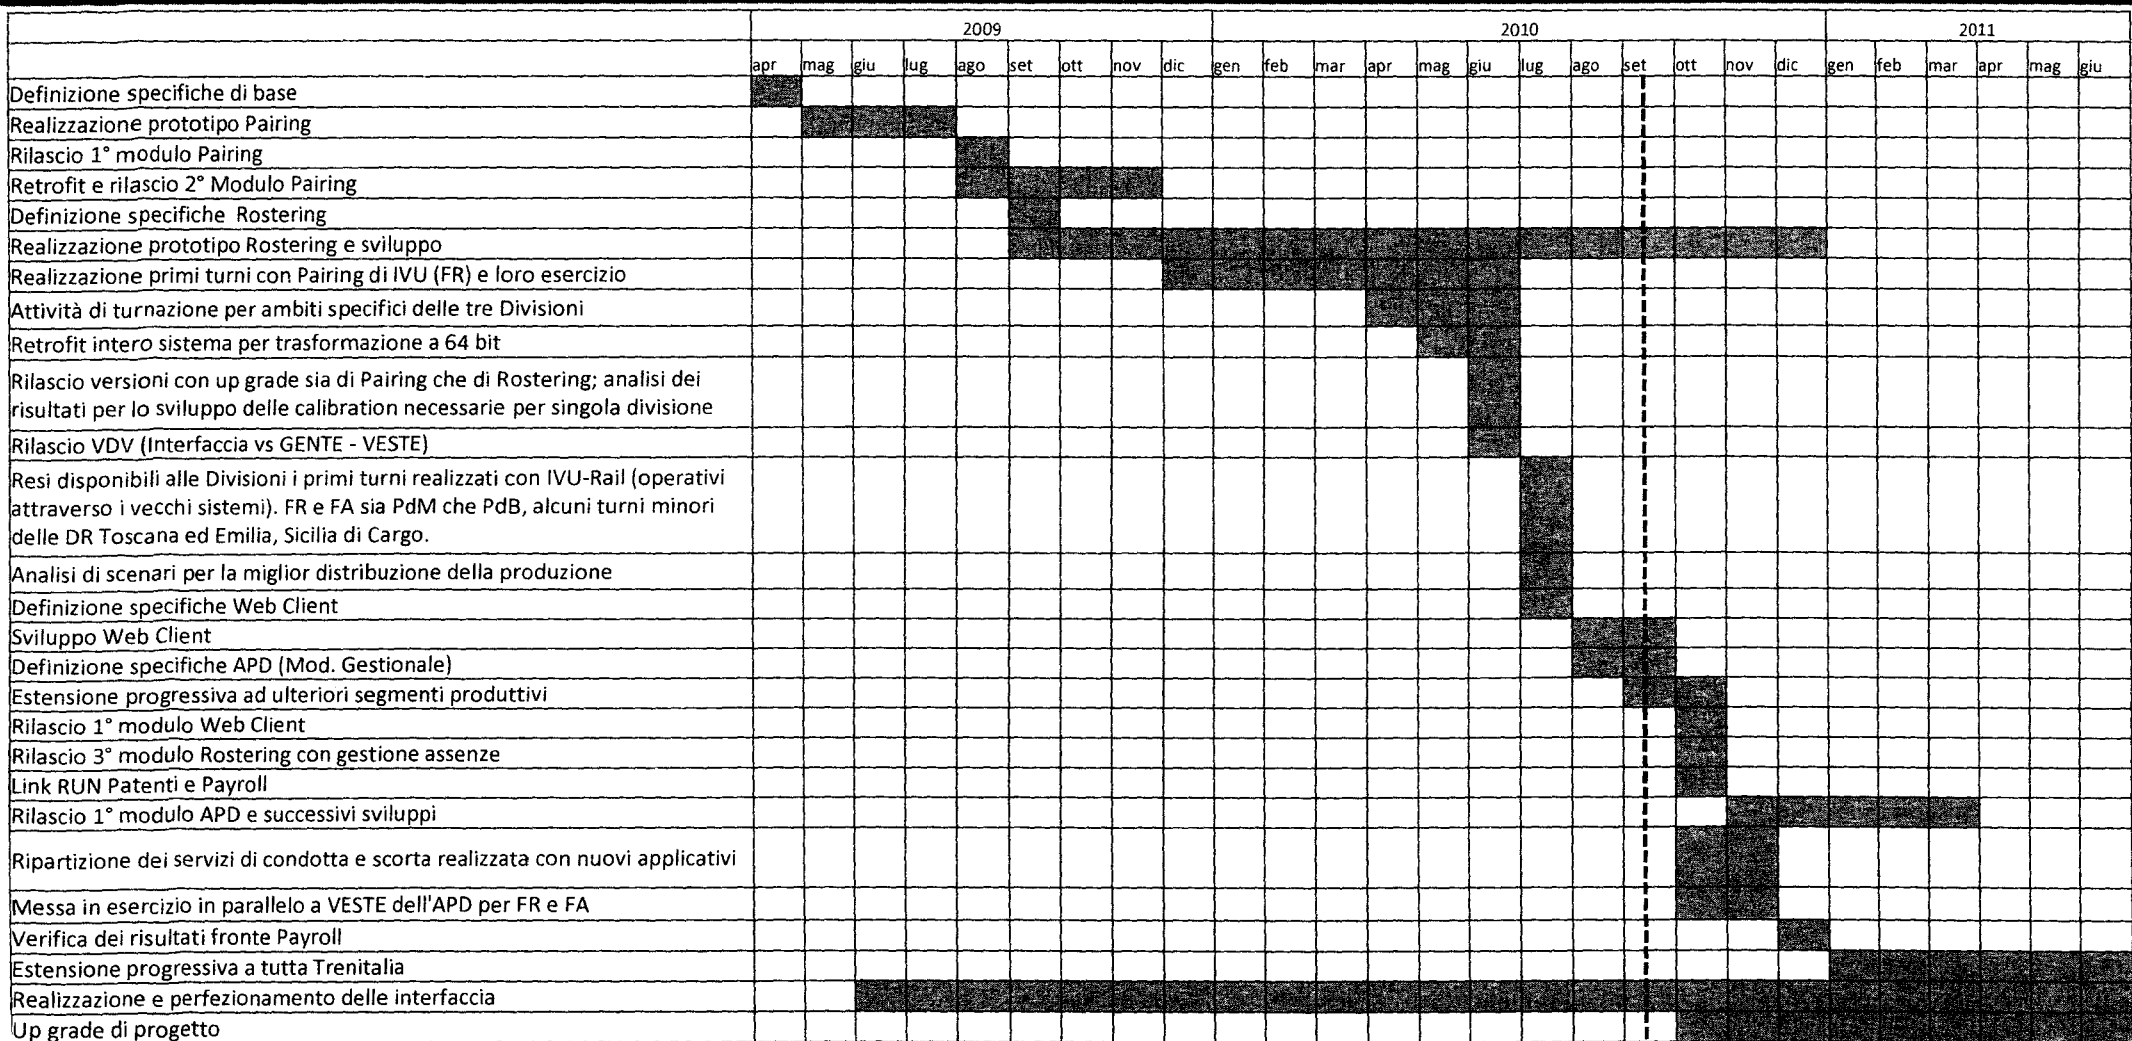 2009 2010 2011
apr mag giu lug ago set ott nov dic gen feb mar apr mag giu lug ago set ott nov dic gen feb mar apr mag giu
Definizione specifiche di base
Realizzazione prototipo Pairing
Rilascio 1° modulo Pairing
Retrofit e rilascio 2° Modulo Pairing
Definizione specifiche Rostering
Realizzazione prototipo Rostering e sviluppo
Realizzazione primi turni con Pairing di IVU (FR) e loro esercizio
Attività di turnazione per ambiti specifici delle tre Divisioni
Retrofit intero sistema per trasformazione a 64 bit
Rilascio versioni con up grade sia di Pairing che di Rostering; analisi dei
risultati per lo sviluppo delle calibration necessarie per singola divisione
Rilascio VDV (Interfaccia vs GENTE - VESTE)
Resi disponibili alle Divisioni i primi turni realizzati con IVU-Rail (operativi
attraverso i vecchi sistemi). FR e FA sia PdM che PdB, alcuni turni minori
delle DR Toscana ed Emilia, Sicilia di Cargo.
Analisi di scenari per la miglior distribuzione della produzione
Definizione specifiche Web Client
Sviluppo Web Client
Definizione specifiche APD (Mod. Gestionale)
Estensione progressiva ad ulteriori segmenti produttivi
Rilascio 1° modulo Web Client
Rilascio 3° modulo Rostering con gestione assenze
Link RUN Patenti e Payroll
Rilascio 1° modulo APD e successivi sviluppi
Ripartizione dei servizi di condotta e scorta realizzata con nuovi applicativi
Messa in esercizio in parallelo a VESTE dell'APD per FR e FA
Verifica dei risultati fronte Payroll
Estensione progressiva a tutta Trenitalia
Realizzazione e perfezionamento delle interfaccia
Up grade di progetto